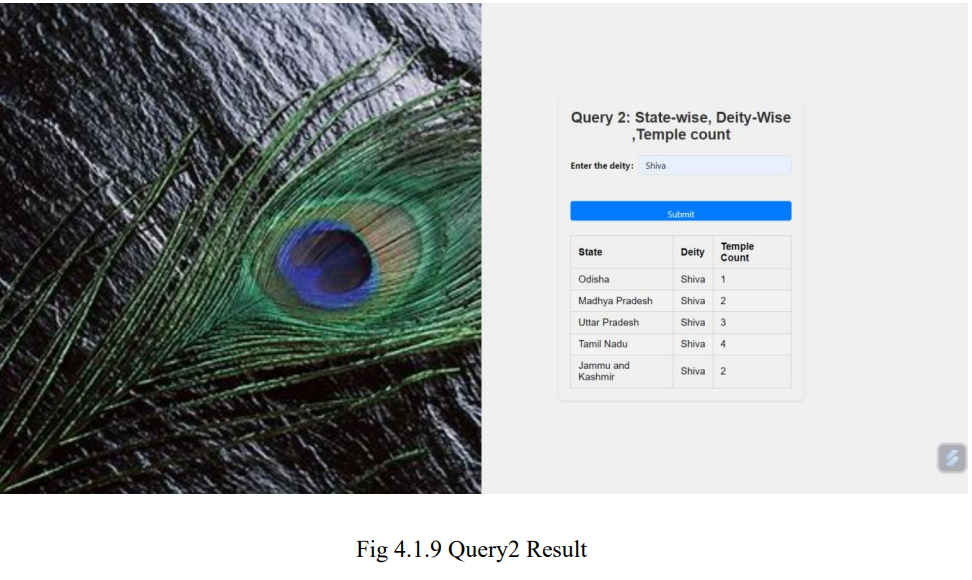 Query 2: State-wise, Deity-Wise
,Temple count
Enter the deity: Shiva
Submit
State Deity Temple Count
Odisha Shiva 1
Madhya Pradesh Shiva 2
Uttar Pradesh Shiva 3
Tamil Nadu Shiva 4
Jammu and Kashmir Shiva 2
Fig 4.1.9 Query2 Result